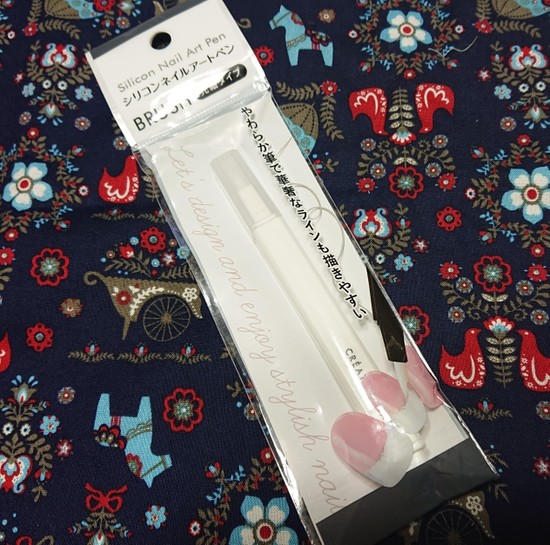 Silicon Nail Art Pen
シリコンネイルアートペン
BRUSH
やわらか筆で華奢なラインも描きやすい
Let's design and enjoy stylish nail
CREA